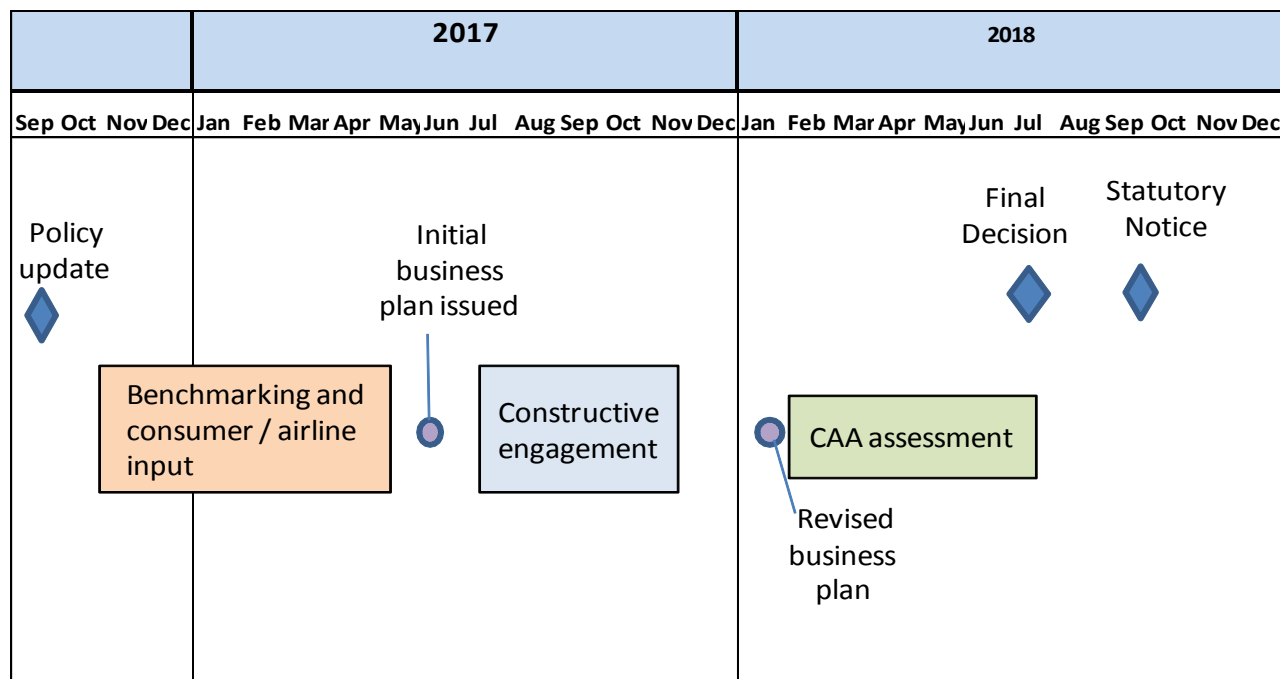 2017 2018
Sep Oct Nov Dec Jan Feb Mar Apr May Jun Jul Aug Sep Oct Nov Dec Jan Feb Mar Apr May Jun Jul Aug Sep Oct Nov Dec
Policy
update
Initial
business
plan issued
Final
Decision
Statutory
Notice
Benchmarking and
consumer / airline
input
Constructive
engagement
CAA assessment
Revised
business
plan